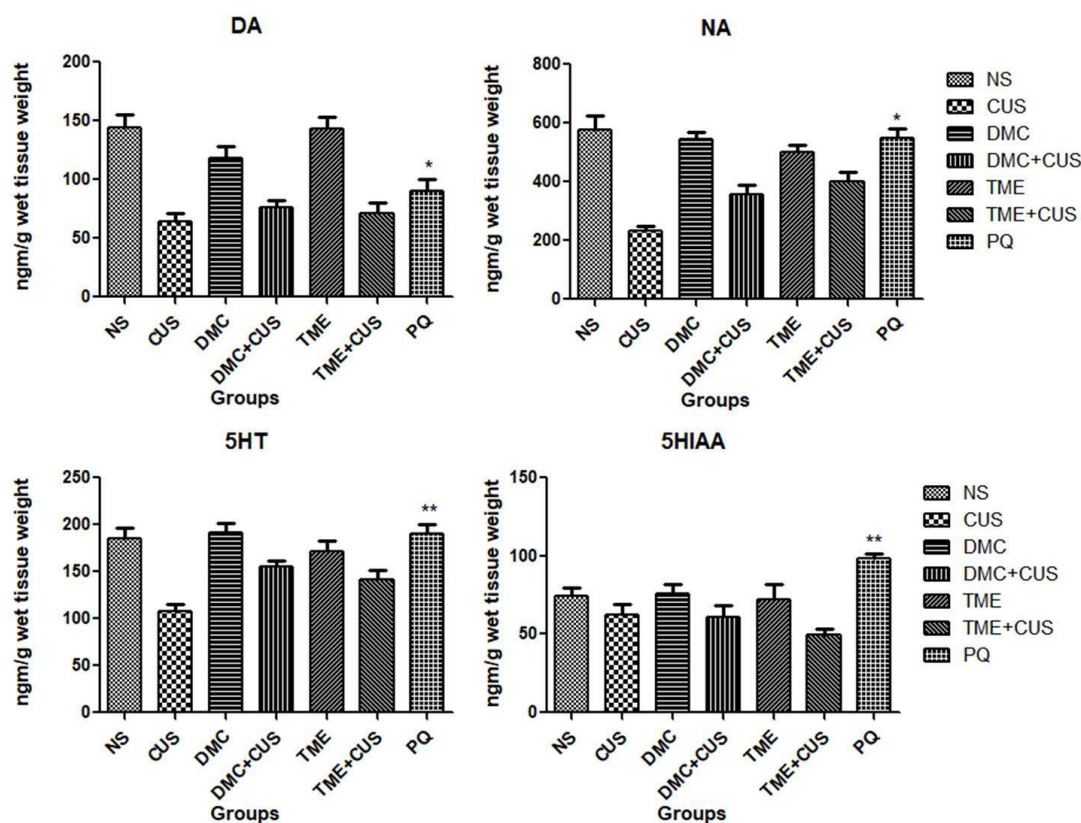 DA
ngm/g wet tissue weight
200
150
100
50
0
*
NS
CUS
DMC
DMC+CUS
TME
TME+CUS
PQ
Groups
NA
ngm/g wet tissue weight
800
600
400
200
0
*
NS
CUS
DMC
DMC+CUS
TME
TME+CUS
PQ
Groups
NS
CUS
DMC
DMC+CUS
TME
TME+CUS
PQ
5HT
ngm/g wet tissue weight
250
200
150
100
50
0
**
NS
CUS
DMC
DMC+CUS
TME
TME+CUS
PQ
Groups
5HIAA
ngm/g wet tissue weight
150
100
50
0
**
NS
CUS
DMC
DMC+CUS
TME
TME+CUS
PQ
Groups
NS
CUS
DMC
DMC+CUS
TME
TME+CUS
PQ